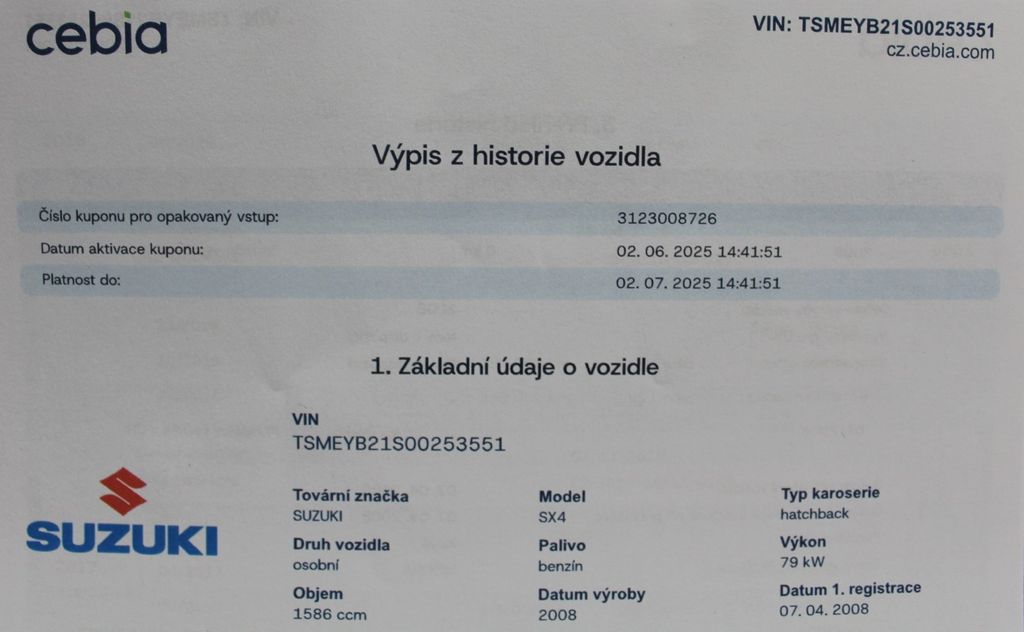 cebia
VIN: TSMEYB21S00253551
cz.cebia.com
Výpis z historie vozidla
Číslo kuponu pro opakovaný vstup: 3123008726
Datum aktivace kuponu: 02. 06. 2025 14:41:51
Platnost do: 02. 07. 2025 14:41:51
1. Základní údaje o vozidle
VIN
TSMEYB21S00253551
SUZUKI
Tovární značka Model Typ karoserie
SUZUKI SX4 hatchback
Druh vozidla Palivo Výkon
osobní benzín 79 kW
Objem Datum výroby Datum 1. registrace
1586 ccm 2008 07. 04. 2008